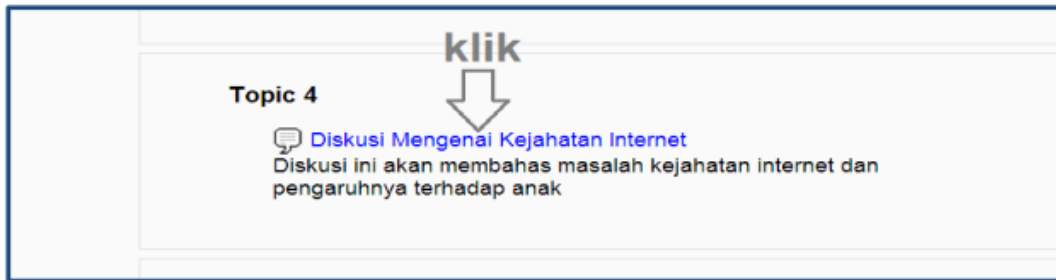 klik
Topic 4
Diskusi Mengenai Kejahatan Internet
Diskusi ini akan membahas masalah kejahatan internet dan
pengaruhnya terhadap anak